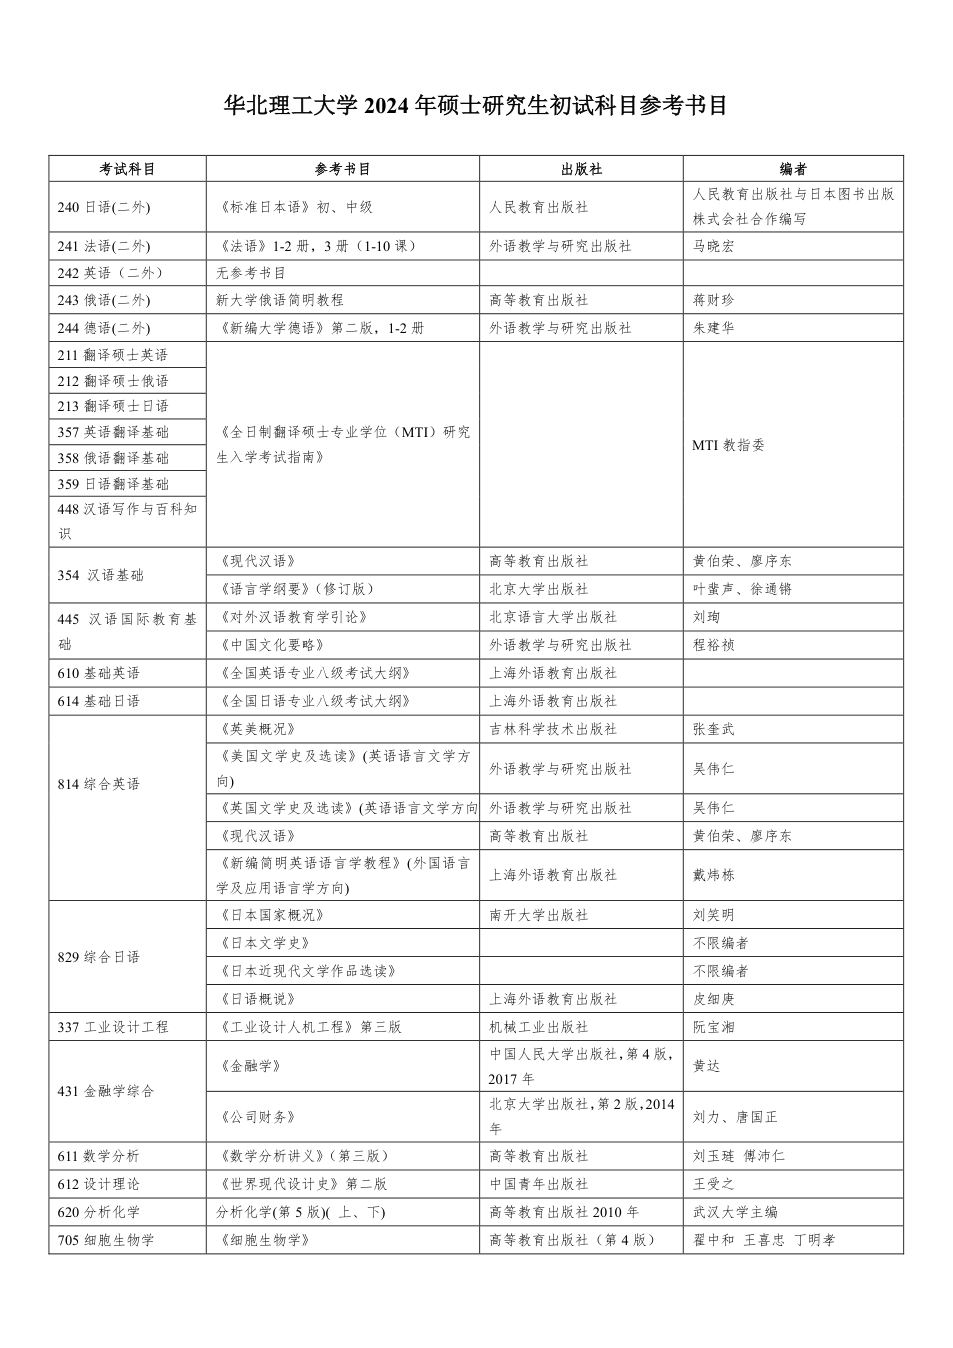 华北理工大学 2024 年硕士研究生初试科目参考书目
考试科目 参考书目 出版社 编者
240 日语(二外) 《标准日本语》初、中级 人民教育出版社 人民教育出版社与日本图书出版
株式会社合作编写
241 法语(二外) 《法语》1-2 册，3 册（1-10 课） 外语教学与研究出版社 马晓宏
242 英语（二外） 无参考书目
243 俄语(二外) 新大学俄语简明教程 高等教育出版社 蒋财珍
244 德语(二外) 《新编大学德语》第二版，1-2 册 外语教学与研究出版社 朱建华
211 翻译硕士英语
212 翻译硕士俄语
213 翻译硕士日语
357 英语翻译基础
358 俄语翻译基础
359 日语翻译基础
448 汉语写作与百科知
识
《全日制翻译硕士专业学位（MTI）研究
生入学考试指南》
MTI 教指委
354 汉语基础
《现代汉语》 高等教育出版社 黄伯荣、廖序东
《语言学纲要》（修订版） 北京大学出版社 叶蜚声、徐通锵
445 汉语国际教育基
础
《对外汉语教育学引论》 北京语言大学出版社 刘珣
《中国文化要略》 外语教学与研究出版社 程裕祯
610 基础英语 《全国英语专业八级考试大纲》 上海外语教育出版社
614 基础日语 《全国日语专业八级考试大纲》 上海外语教育出版社
814 综合英语
《英美概况》 吉林科学技术出版社 张奎武
《美国文学史及选读》(英语语言文学方
向) 外语教学与研究出版社 吴伟仁
《英国文学史及选读》(英语语言文学方向 外语教学与研究出版社 吴伟仁
《现代汉语》 高等教育出版社 黄伯荣、廖序东
《新编简明英语语言学教程》(外国语言
学及应用语言学方向) 上海外语教育出版社 戴炜栋
829 综合日语
《日本国家概况》 南开大学出版社 刘笑明
《日本文学史》 不限编者
《日本近现代文学作品选读》 不限编者
《日语概说》 上海外语教育出版社 皮细庚
337 工业设计工程 《工业设计人机工程》第三版 机械工业出版社 阮宝湘
431 金融学综合
《金融学》 中国人民大学出版社，第 4 版，
2017 年 黄达
《公司财务》 北京大学出版社，第 2 版，2014
年 刘力、唐国正
611 数学分析 《数学分析讲义》（第三版） 高等教育出版社 刘玉琏 傅沛仁
612 设计理论 《世界现代设计史》第二版 中国青年出版社 王受之
620 分析化学 分析化学(第 5 版)( 上、下) 高等教育出版社 2010 年 武汉大学主编
705 细胞生物学 《细胞生物学》 高等教育出版社（第 4 版） 翟中和 王喜忠 丁明孝